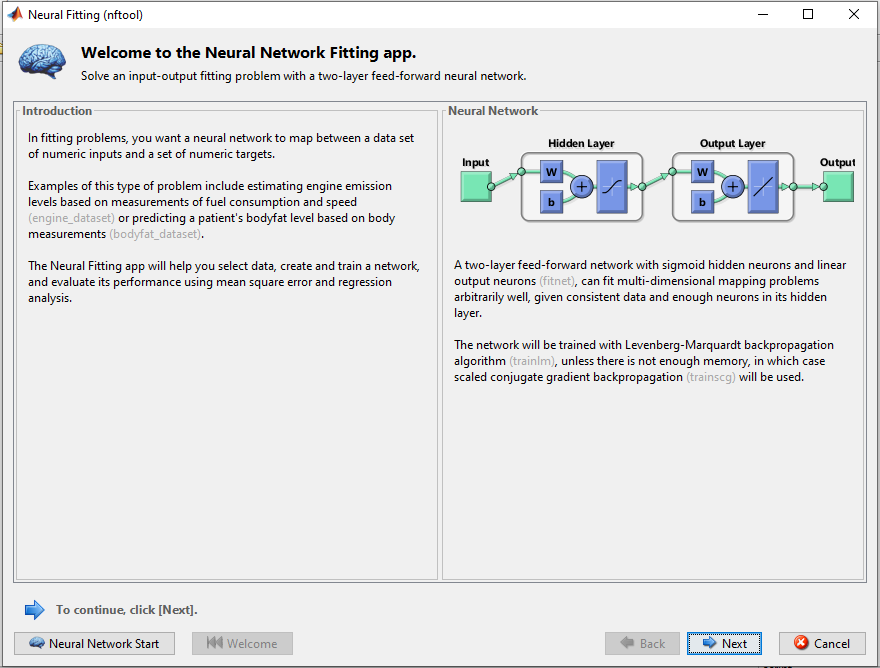 Neural Fitting (nftool)
Welcome to the Neural Network Fitting app.
Solve an input-output fitting problem with a two-layer feed-forward neural network.
Introduction
In fitting problems, you want a neural network to map between a data set
of numeric inputs and a set of numeric targets.
Examples of this type of problem include estimating engine emission
levels based on measurements of fuel consumption and speed
(engine_dataset) or predicting a patient's bodyfat level based on body
measurements (bodyfat_dataset).
The Neural Fitting app will help you select data, create and train a network,
and evaluate its performance using mean square error and regression
analysis.
Neural Network
Hidden Layer
Output Layer
Input
Output
W
b
W
b
A two-layer feed-forward network with sigmoid hidden neurons and linear
output neurons (fitnet), can fit multi-dimensional mapping problems
arbitrarily well, given consistent data and enough neurons in its hidden
layer.
The network will be trained with Levenberg-Marquardt backpropagation
algorithm (trainlm), unless there is not enough memory, in which case
scaled conjugate gradient backpropagation (trainscg) will be used.
To continue, click [Next].
Neural Network Start
Welcome
Back
Next
Cancel